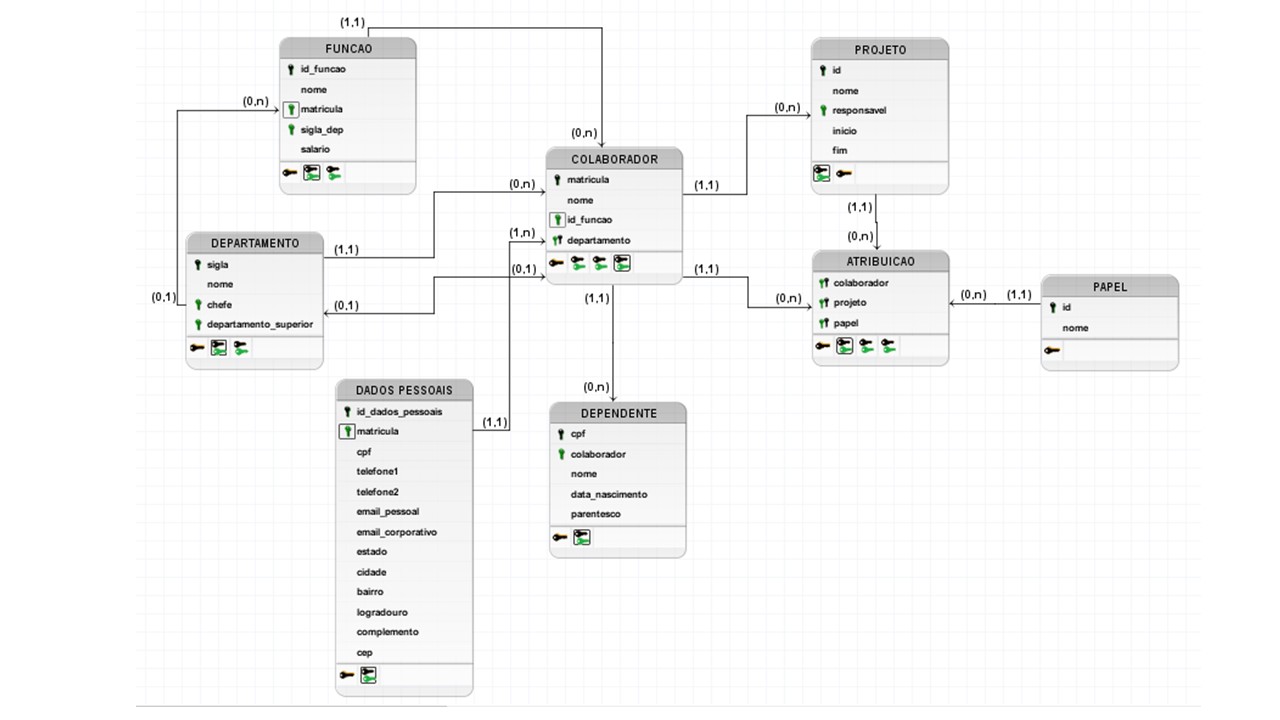 (1,1)
FUNCAO
id_funcao
nome
matricula
sigla_dep
salario
(0,n)
(0,n)
PROJETO
id
nome
responsavel
inicio
fim
(0,n)
COLABORADOR
matricula
nome
id_funcao
departamento
(0,n)
(1,n)
(0,1)
(1,1)
(1,1)
(1,1)
DEPARTAMENTO
sigla
nome
chefe
departamento_superior
(1,1)
(0,1)
(0,1)
(1,1)
(0,n)
ATRIBUICAO
colaborador
projeto
papel
(0,n)
(0,n)
(1,1)
PAPEL
id
nome
DADOS PESSOAIS
id_dados_pessoais
matricula
cpf
telefone1
telefone2
email_pessoal
email_corporativo
estado
cidade
bairro
logradouro
complemento
cep
(1,1)
(0,n)
DEPENDENTE
cpf
colaborador
nome
data_nascimento
parentesco